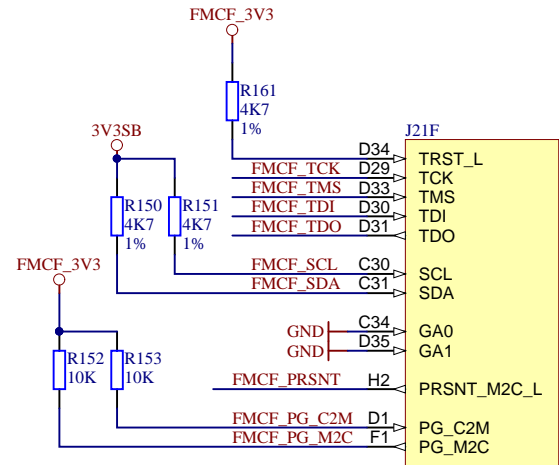 FMCF_3V3
R161
4K7
1%
J21F
3V3SB
D34 TRST_L
FMCF_TCK D29 TCK
FMCF_TMS D33 TMS
R150 R151 FMCF_TDI D30 TDI
4K7 4K7 FMCF_TDO D31 TDO
1% 1%
FMCF_3V3
FMCF_SCL C30 SCL
FMCF_SDA C31 SDA
GND C34 GA0
GND D35 GA1
R152 R153
10K 10K
FMCF_PRSNT H2 PRSNT_M2C_L
FMCF_PG_C2M D1 PG_C2M
FMCF_PG_M2C F1 PG_M2C